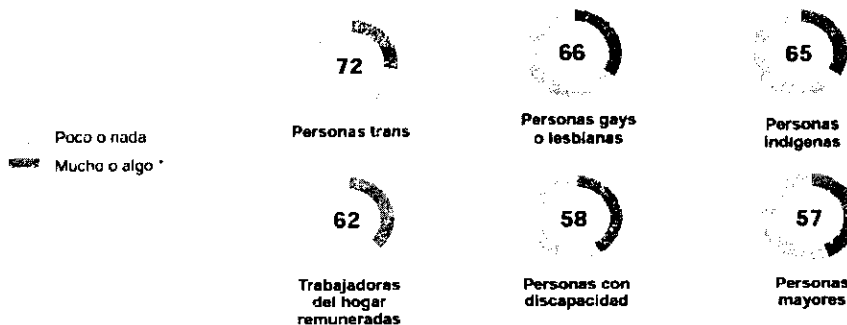 72
66
65
Personas trans
Personas gays
o lesbianas
Personas
indígenas
Poco o nada
Mucho o algo *
62
58
57
Trabajadoras
del hogar
remuneradas
Personas con
discapacidad
Personas
mayores